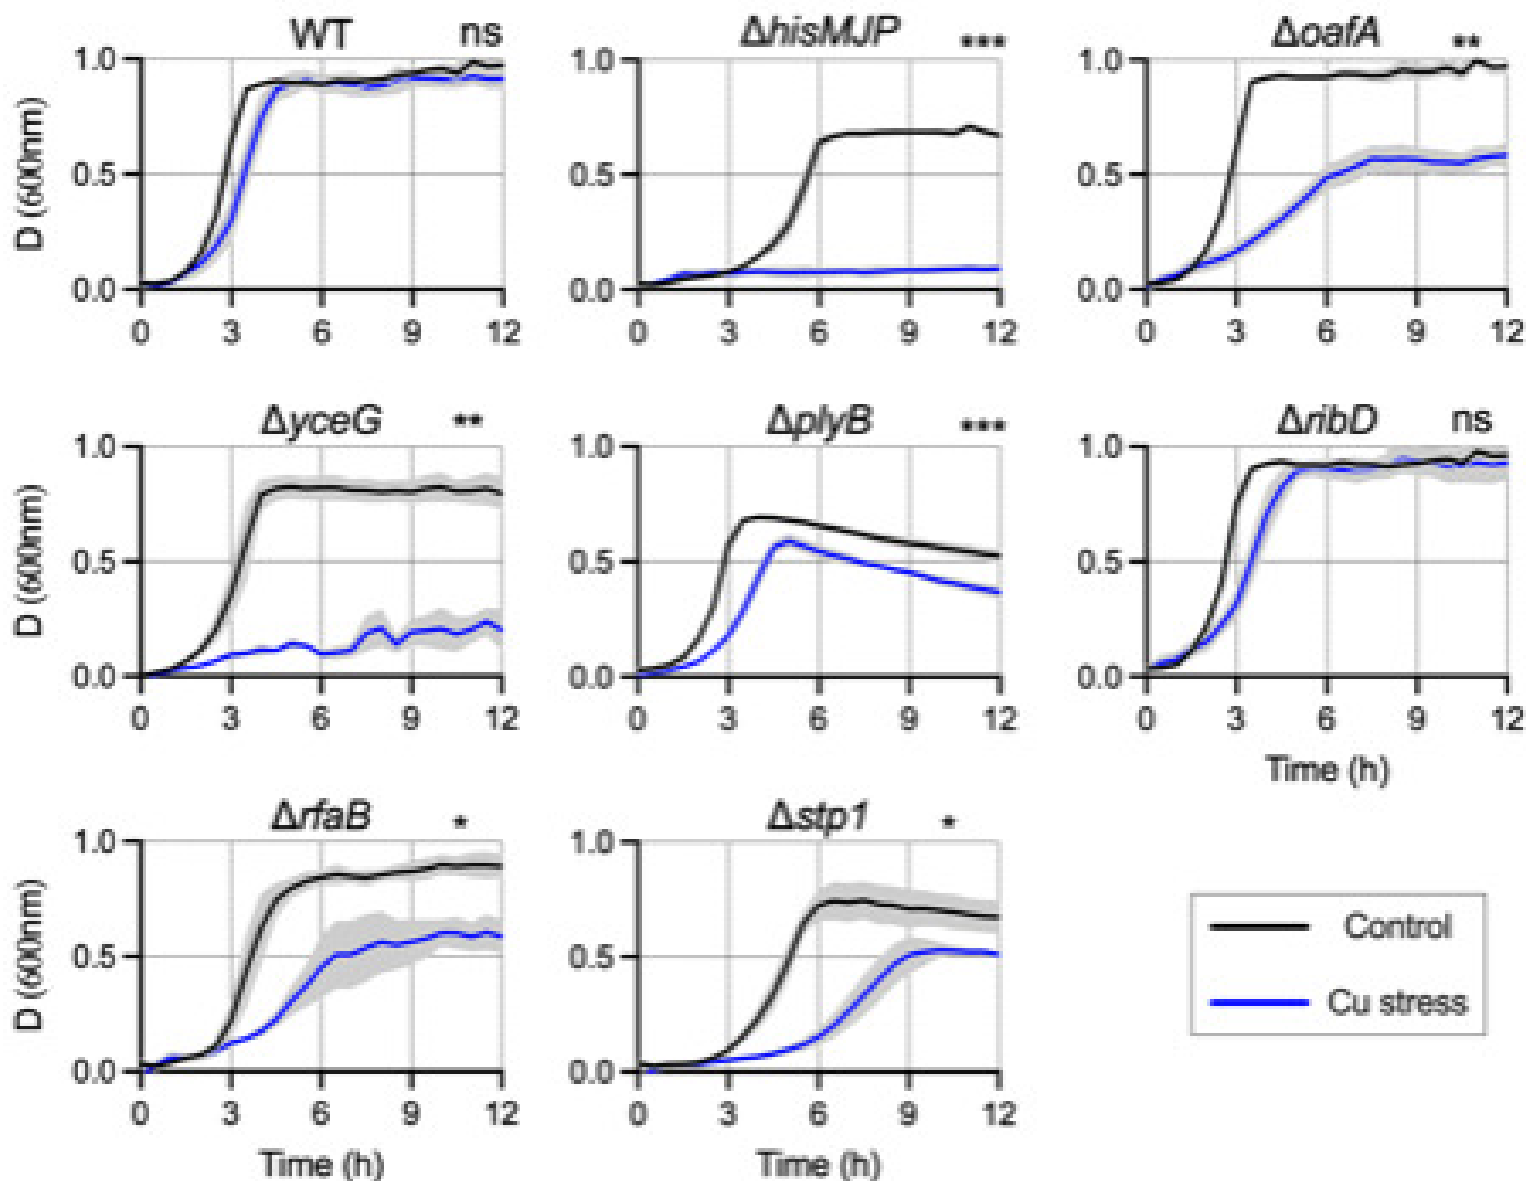 WT ns
ΔhisMJP ***
ΔoafA **
D (600nm)
1.0
0.5
0.0
0 3 6 9 12
1.0
0.5
0.0
0 3 6 9 12
1.0
0.5
0.0
0 3 6 9 12
ΔyceG **
ΔplyB ***
ΔribD ns
D (600nm)
1.0
0.5
0.0
0 3 6 9 12
1.0
0.5
0.0
0 3 6 9 12
1.0
0.5
0.0
0 3 6 9 12
Time (h)
ΔrfaB *
Δstp1 *
D (600nm)
1.0
0.5
0.0
0 3 6 9 12
Time (h)
1.0
0.5
0.0
0 3 6 9 12
Time (h)
Control
Cu stress